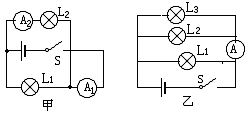 A₂ L₂ L₃
L₂
S A
L₁ A₁ L₁
S
甲 乙